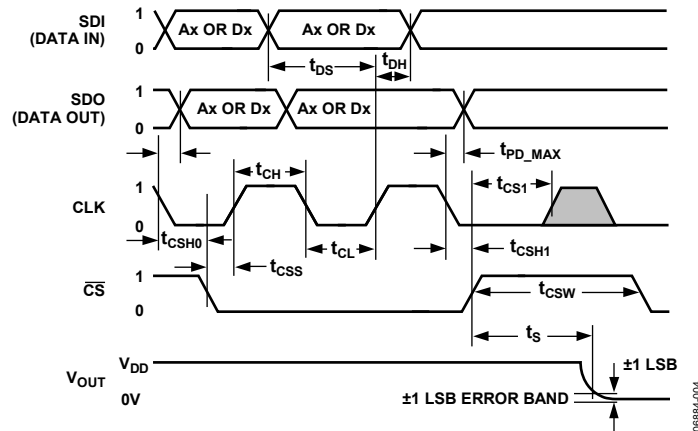 SDI
(DATA IN)
1
0
Ax OR Dx
Ax OR Dx
tDS
tDH
SDO
(DATA OUT)
1
0
Ax OR Dx
Ax OR Dx
tPD_MAX
tCH
tCS1
CLK
1
0
tCSH0
tCL
tCSH1
tCSS
CS
1
0
tCSW
tS
VOUT
VDD
0V
±1 LSB
±1 LSB ERROR BAND
06884-004